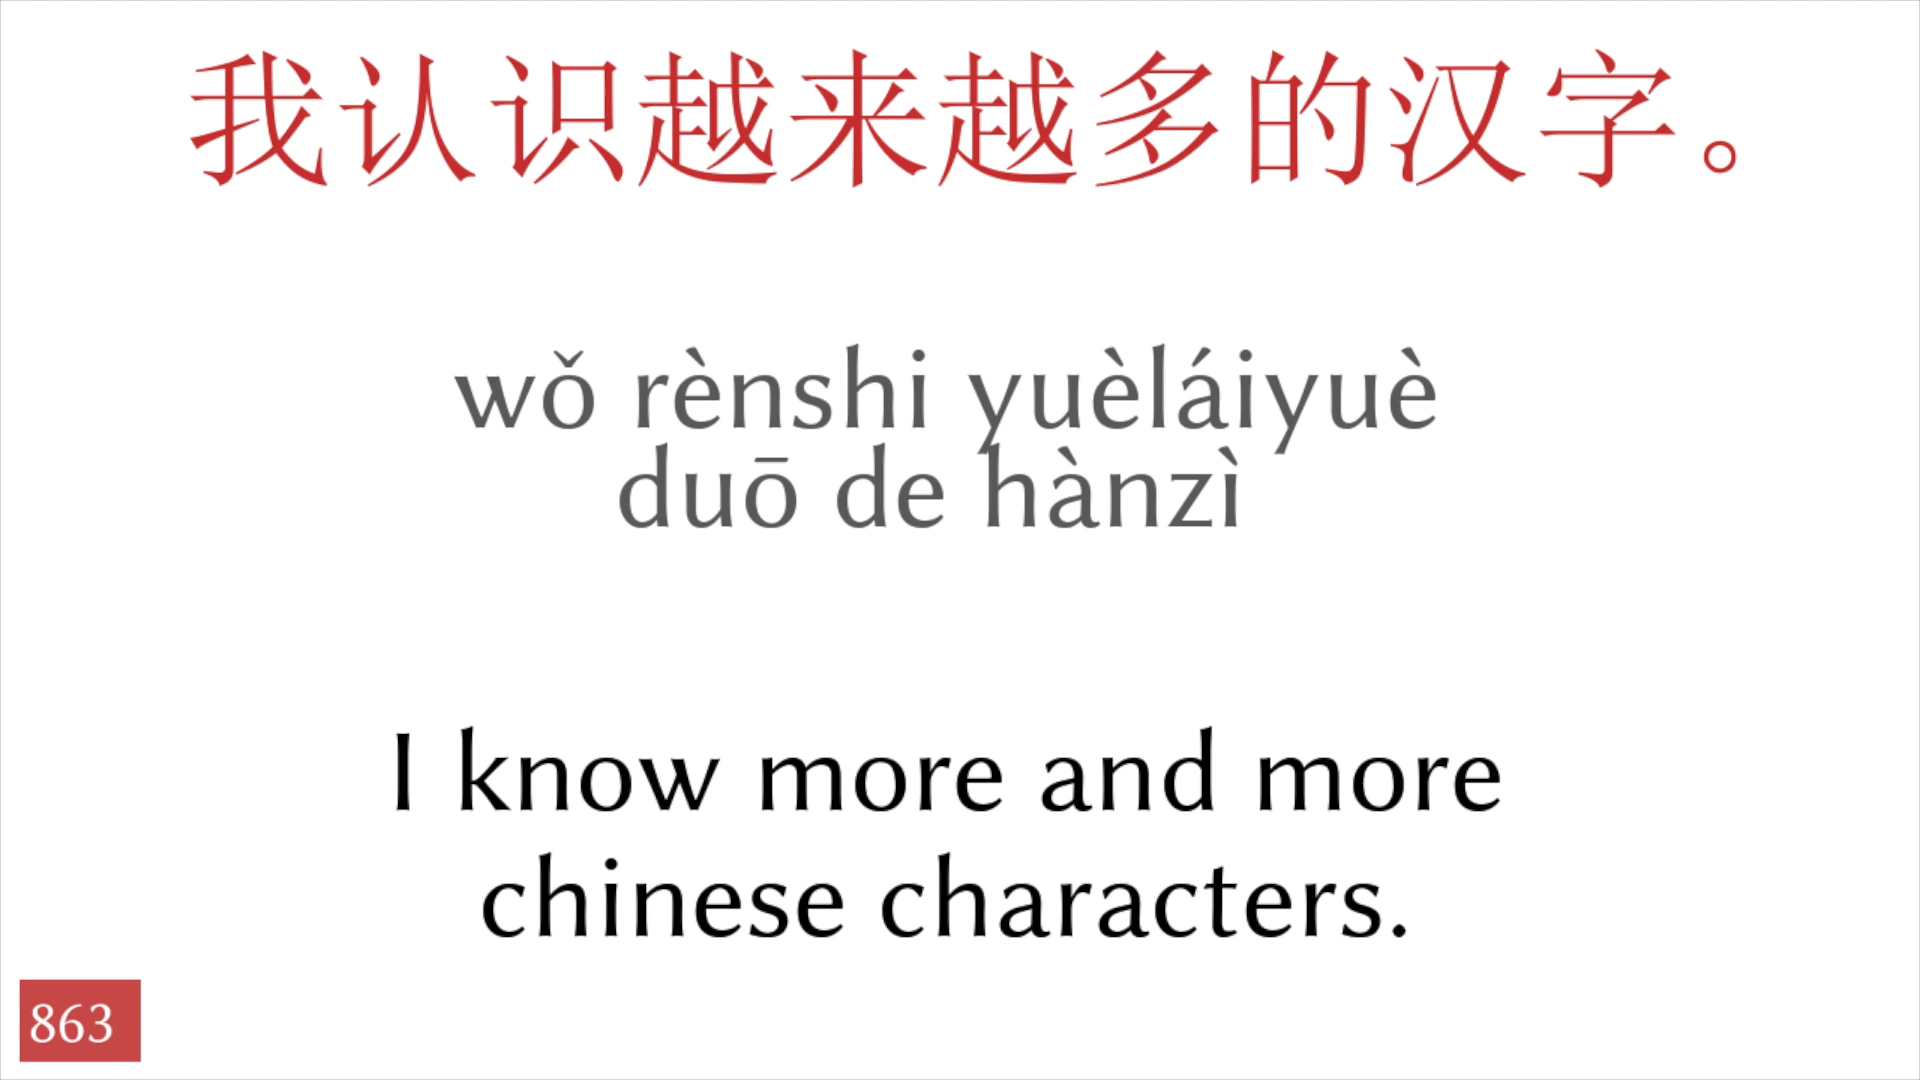 我认识越来越多的汉字。
wǒ rènshi yuèláiyuè
duō de hànzì
I know more and more
chinese characters.
863